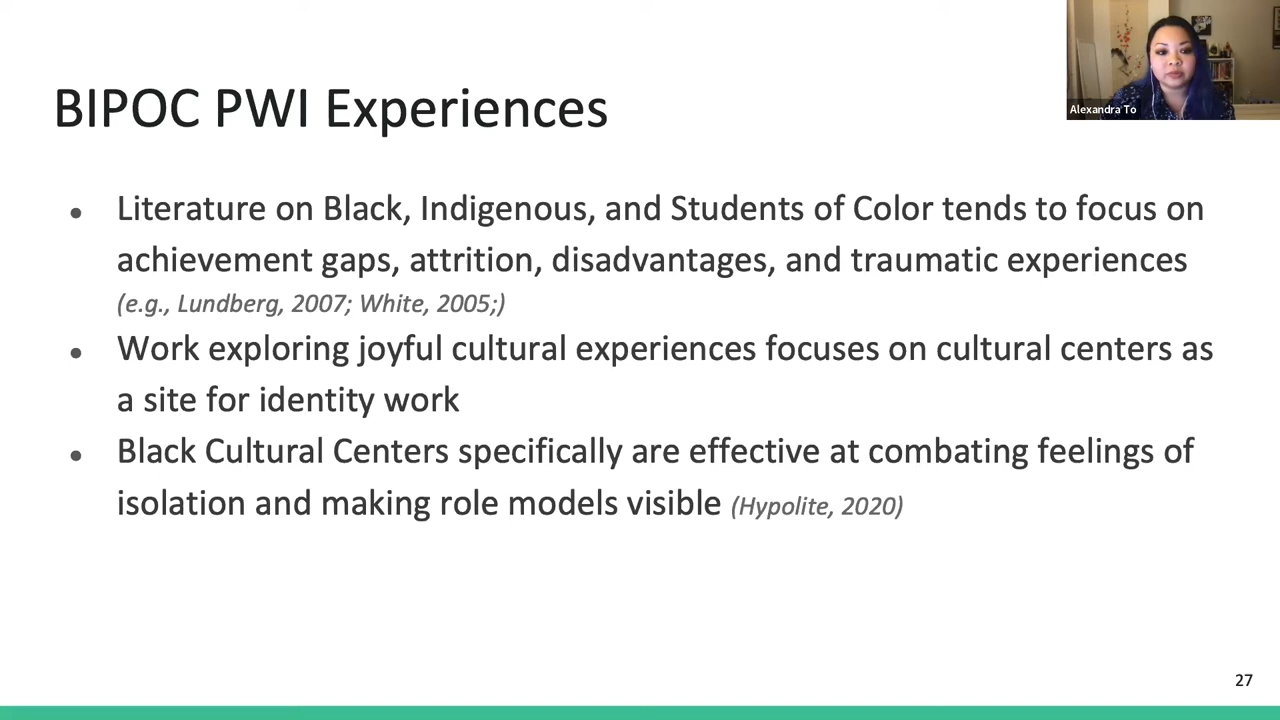 BIPOC PWI Experiences
Alexandra To
● Literature on Black, Indigenous, and Students of Color tends to focus on
achievement gaps, attrition, disadvantages, and traumatic experiences
(e.g., Lundberg, 2007; White, 2005;)
● Work exploring joyful cultural experiences focuses on cultural centers as
a site for identity work
● Black Cultural Centers specifically are effective at combating feelings of
isolation and making role models visible (Hypolite, 2020)
27